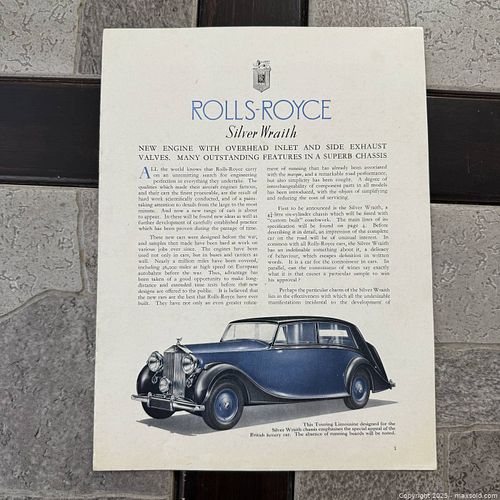 ROLLS-ROYCE
Silver Wraith
NEW ENGINE WITH OVERHEAD INLET AND SIDE EXHAUST
VALVES. MANY OUTSTANDING FEATURES IN A SUPERB CHASSIS
ALL the world knows that Rolls-Royce carry
on an unremitting search for engineering
perfection in everything they undertake. The
qualities which made their aircraft engines famous,
and their cars the finest procurable, are the result of
hard work scientifically conducted, and of a pains-
taking attention to details from the large to the most
minute. And now a new range of cars is about
to appear. In these will be found new ideas as well as
further development of carefully established practice
which has been proven during the passage of time.
These new cars were designed before the war,
and samples then made have been hard at work on
various jobs ever since. The engines have been
used not only in cars, but in buses and carriers as
well. Nearly a million miles have been covered,
including 36,000 miles at high speed on European
autobahns before the war. Thus, advantage has
been taken of a good opportunity to make long-
distance and extended time tests before the new
designs are offered to the public. It is believed that
the new cars are the best that Rolls-Royce have ever
built. They have not only an even greater refine-
ment of running than has already been associated
with the marque, and a remarkable road performance,
but also simplicity has been sought. A degree of
interchangeability of component parts in all models
has been introduced, with the objects of simplifying
and reducing the cost of servicing.
First to be announced is the Silver Wraith, a
4¼-litre six-cylinder chassis which will be fitted with
"custom built" coachwork. The main lines of its
specification will be found on page 4. Before
describing it in detail, an impression of the complete
car on the road will be of unusual interest. In
common with all Rolls-Royce cars, the Silver Wraith
has an indefinable something about it, a delicacy
of behaviour, which escapes definition in written
words. It is a car for the connoisseur in cars. In
parallel, can the connoisseur of wines say exactly
what it is that causes a particular sample to win
his approval?
Perhaps the particular charm of the Silver Wraith
lies in the effectiveness with which all the undesirable
manifestations incidental to the development of
This Touring Limousine designed for the
Silver Wraith chassis emphasises the special appeal of the
British luxury car. The absence of running boards will be noted.
1
Copyright 2025 - maxsold.com